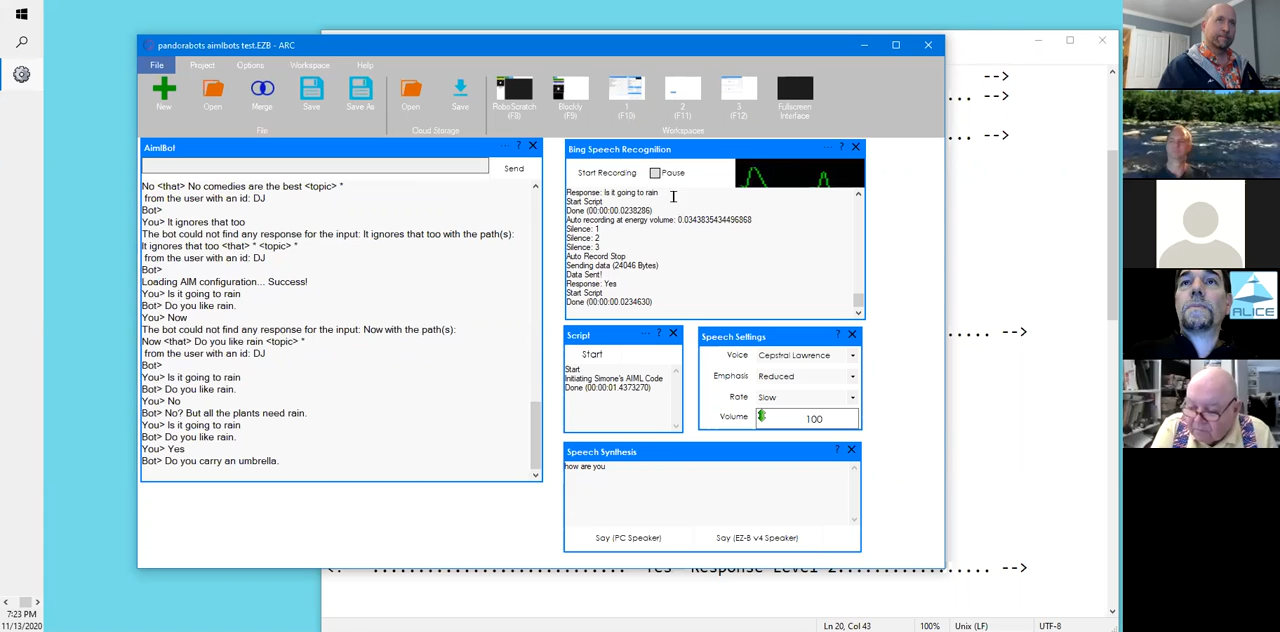 pandorabots aimlbots test.EZB - ARC
File
Project
Options
Workspace
Help
New
Open
Merge
Save
Save As
Open
Save
RoboScratch
(F8)
Blockly
(F9)
1
(F10)
2
(F11)
3
(F12)
Fullscreen
Interface
File
Cloud Storage
Workspaces
AimlBot
Send
No <that> No comedies are the best <topic> *
from the user with an id: DJ
Bot>
You> It ignores that too
The bot could not find any response for the input: It ignores that too with the path(s):
It ignores that too <that> * <topic> *
from the user with an id: DJ
Bot>
Loading AIM configuration... Success!
You> Is it going to rain
Bot> Do you like rain.
You> Now
The bot could not find any response for the input: Now with the path(s):
Now <that> Do you like rain <topic> *
from the user with an id: DJ
Bot>
You> Is it going to rain
Bot> Do you like rain.
You> No
Bot> No? But all the plants need rain.
You> Is it going to rain
Bot> Do you like rain.
You> Yes
Bot> Do you carry an umbrella.
Bing Speech Recognition
Start Recording
Pause
Response: Is it going to rain
Start Script
Done (00:00:00.0238286)
Auto recording at energy volume: 0.0343835434496868
Silence: 1
Silence: 2
Silence: 3
Auto Record Stop
Sending data (24046 Bytes)
Data Sent!
Response: Yes
Start Script
Done (00:00:00.0234630)
Script
Start
Start
Initiating Simone's AIML Code
Done (00:00:01.4373270)
Speech Settings
Voice Cepstral Lawrence
Emphasis Reduced
Rate Slow
Volume 100
Speech Synthesis
how are you
Say (PC Speaker)
Say (EZ-B v4 Speaker)
-->
... -->
... -->
..... -->
Yes Response Level 2................. -->
Ln 20, Col 43
100%
Unix (LF)
UTF-8
7:23 PM
11/13/2020
ALICE